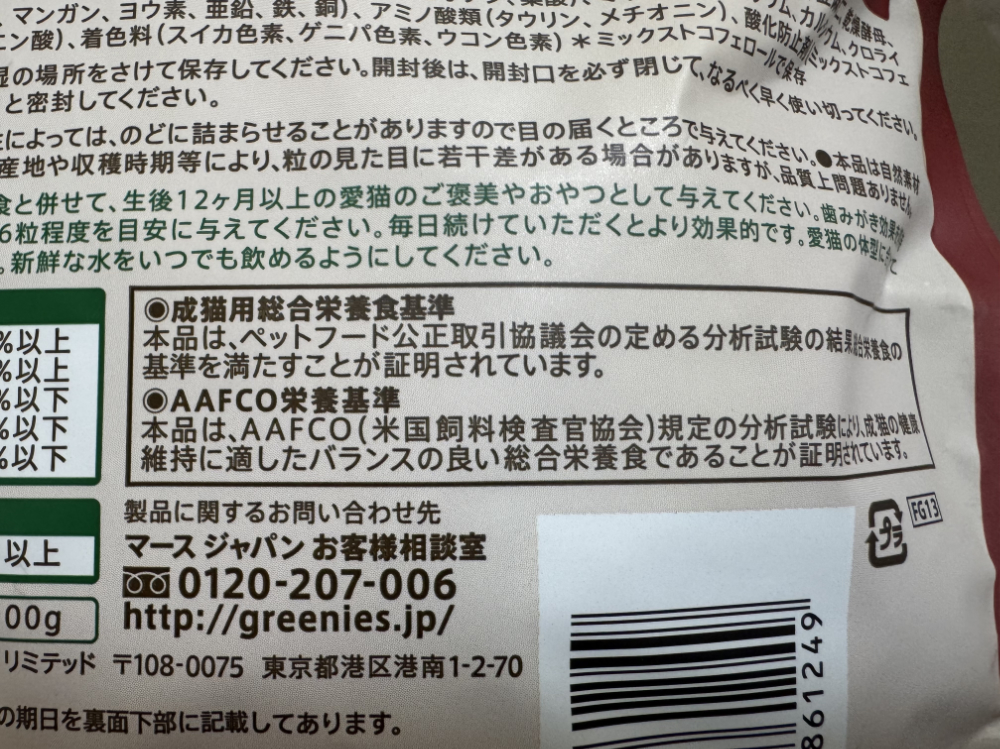 マンガン、ヨウ素、亜鉛、鉄、銅)、アミノ酸類(タウリン、メチオニン)、酸化防止剤(ミックストコフェ
ン酸)、着色料(スイカ色素、ゲニパ色素、ウコン色素)*ミックストコフェロールで保存
湿の場所をさけて保存してください。開封後は、開封口を必ず閉じて、なるべく早く使い切ってください。
と密封してください。
によっては、のどに詰まらせることがありますので目の届くところで与えてください。●本品は自然素材
産地や収穫時期等により、粒の見た目に若干差がある場合がありますが、品質上問題ありません
食と併せて、生後12ヶ月以上の愛猫のご褒美やおやつとして与えてください。歯みがき効果
6粒程度を目安に与えてください。毎日続けていただくとより効果的です。愛猫の体型に
。新鮮な水をいつでも飲めるようにしてください。
%以上
%以上
%以下
%以下
%以下
以上
00g
◉成猫用総合栄養食基準
本品は、ペットフード公正取引協議会の定める分析試験の結果総合栄養食の
基準を満たすことが証明されています。
◉AAFCO栄養基準
本品は、AAFCO(米国飼料検査官協会)規定の分析試験により、成猫の健康
維持に適したバランスの良い総合栄養食であることが証明されています。
製品に関するお問い合わせ先
マース ジャパン お客様相談室
0120-207-006
http://greenies.jp/
リミテッド 〒108-0075 東京都港区港南1-2-70
の期日を裏面下部に記載してあります。
プラ
FG13
861249